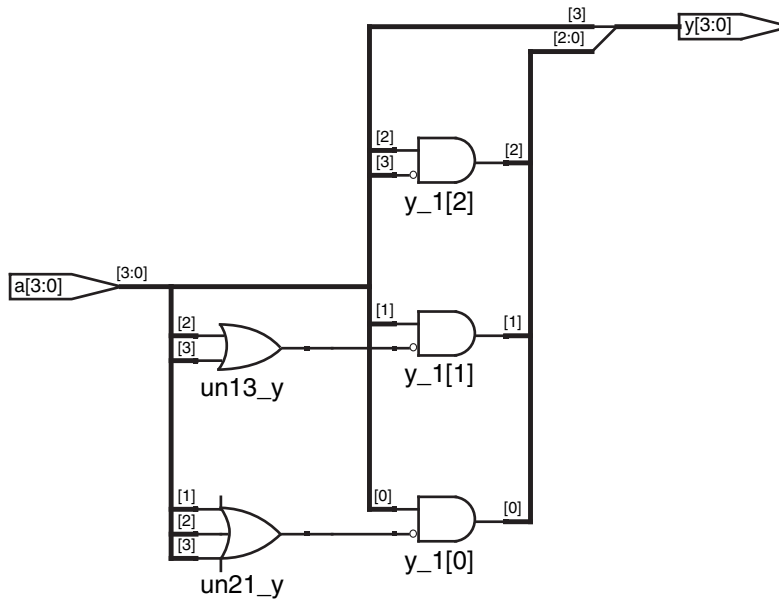 [3]
y[3:0]
[2:0]
[2]
[2]
[3]
y_1[2]
[3:0]
a[3:0]
[1]
[2]
[1]
[3]
un13_y
y_1[1]
[1]
[0]
[2]
[0]
[3]
un21_y
y_1[0]